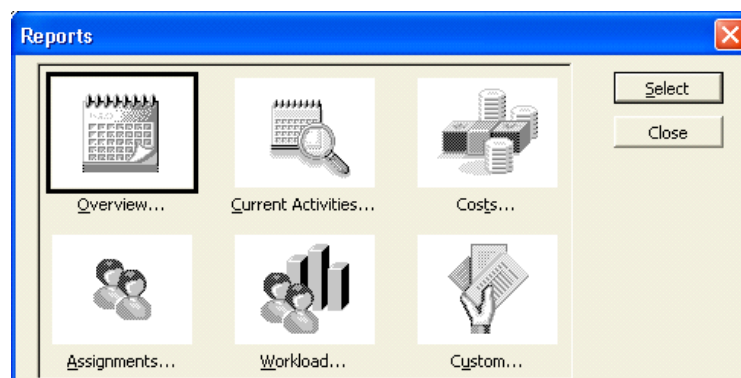 Reports
Select
Close
Overview...
Current Activities...
Costs...
Assignments...
Workload...
Custom...